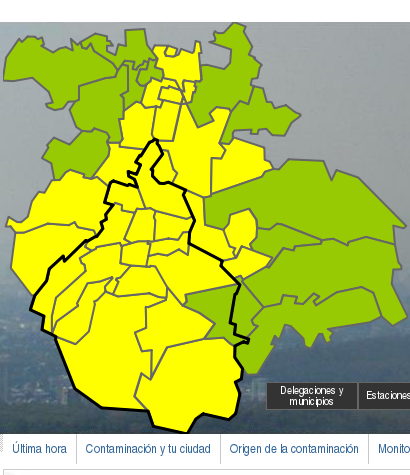 Delegaciones y
municipios
Estaciones
Última hora
Contaminación y tu ciudad
Origen de la contaminación
Monito